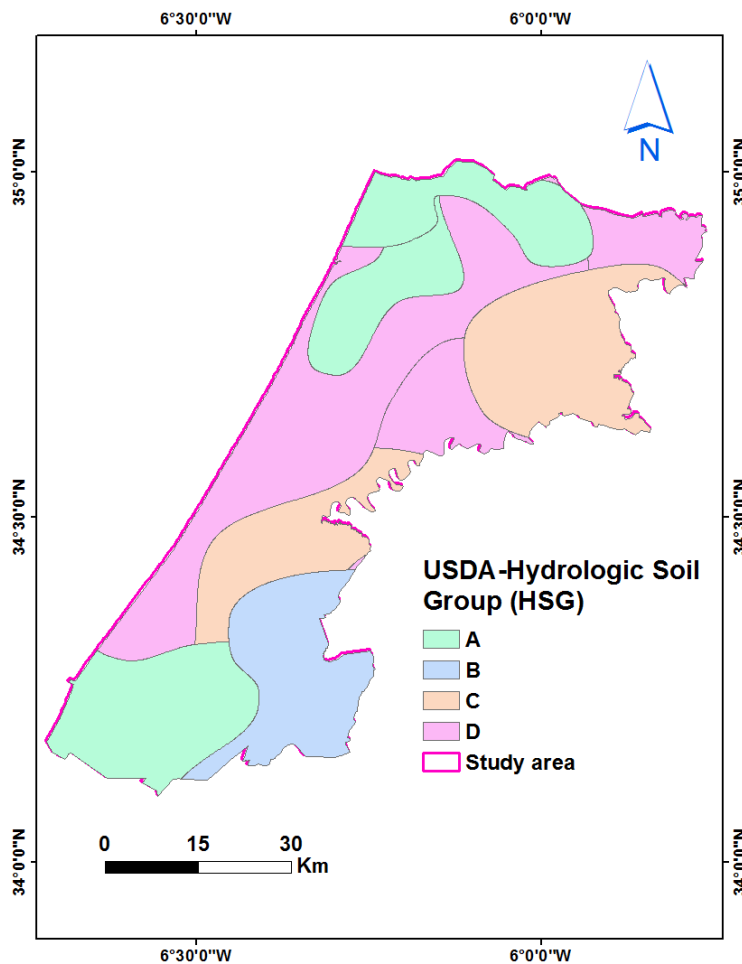 6°30'0"W 6°0'0"W
N
35°0'0"N 35°0'0"N
34°30'0"N 34°30'0"N
USDA-Hydrologic Soil
Group (HSG)
A
B
C
D
Study area
0 15 30
Km
34°0'0"N 34°0'0"N
6°30'0"W 6°0'0"W